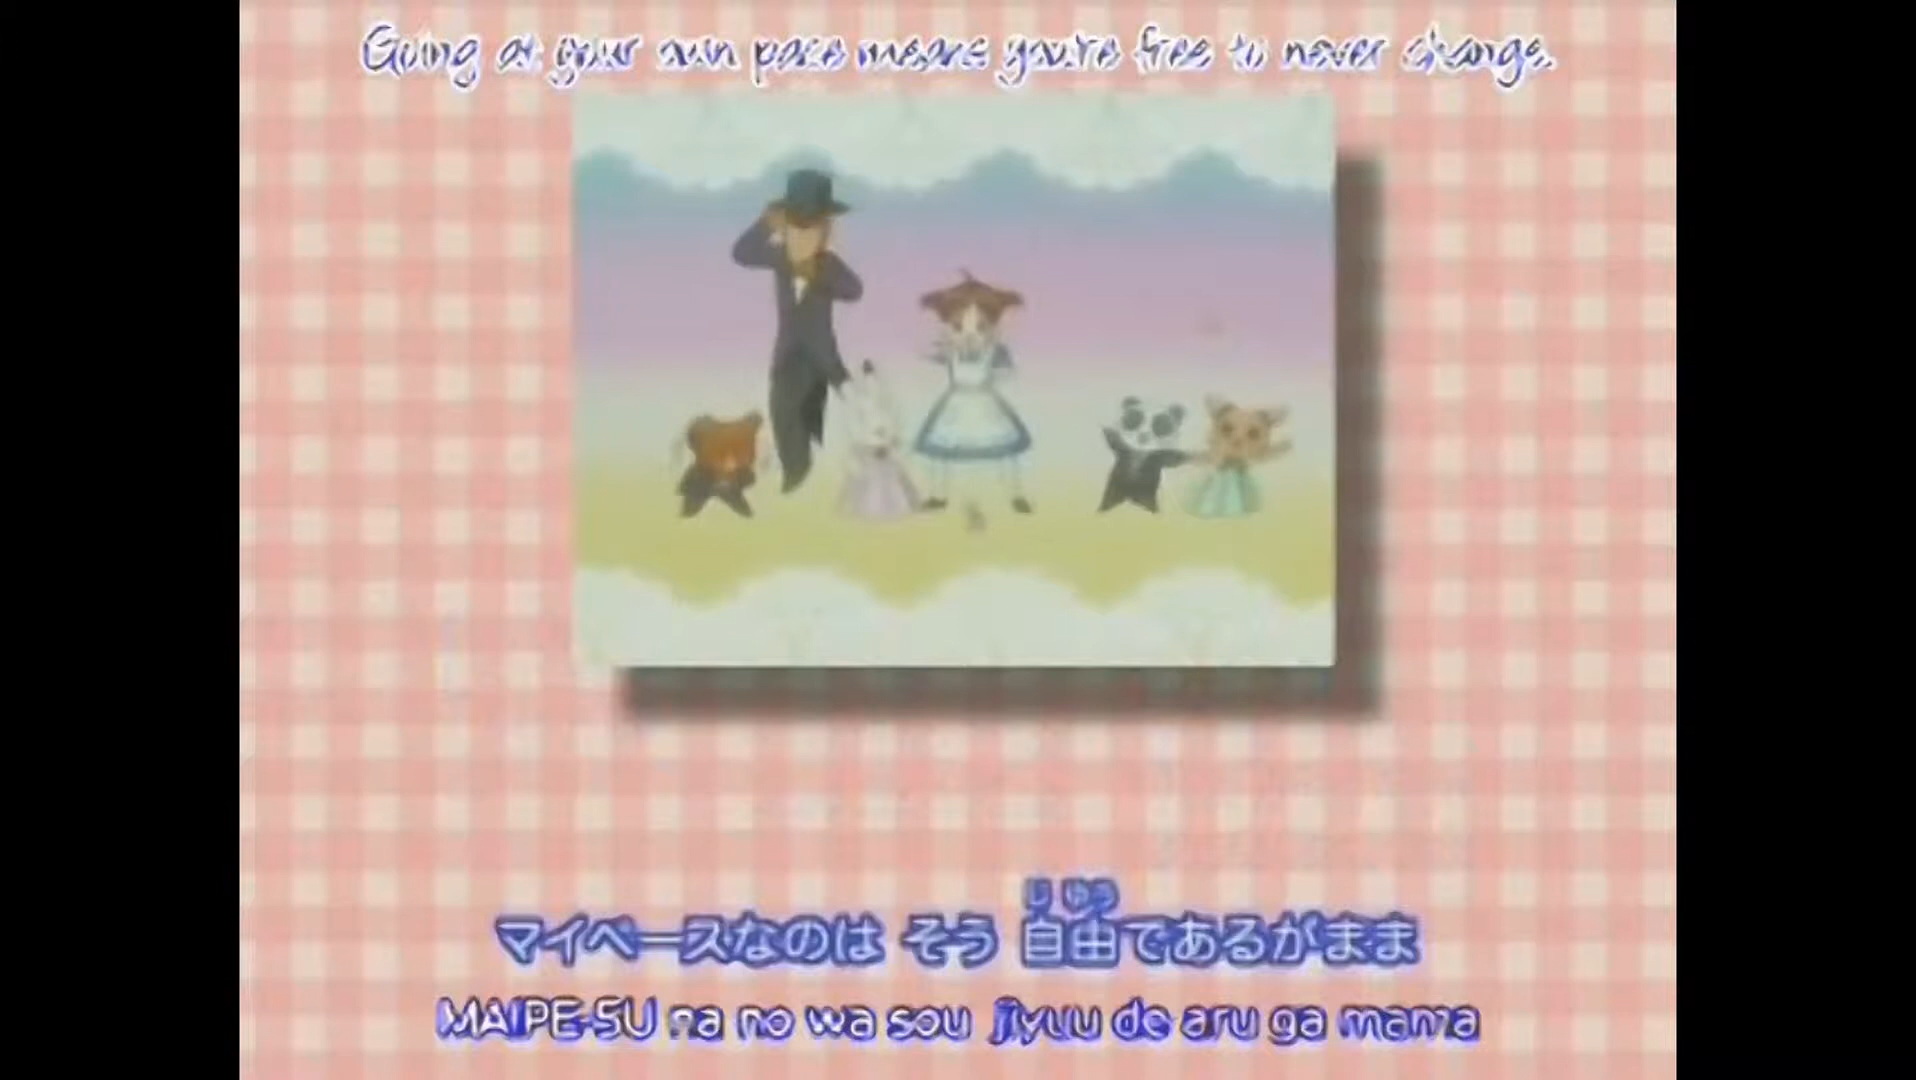 Going at your own pace means you're free to never change.
じ ゆう
マイペースなのは そう 自由であるがまま
MAIPE-SU na no wa sou jiyuu de aru ga mama